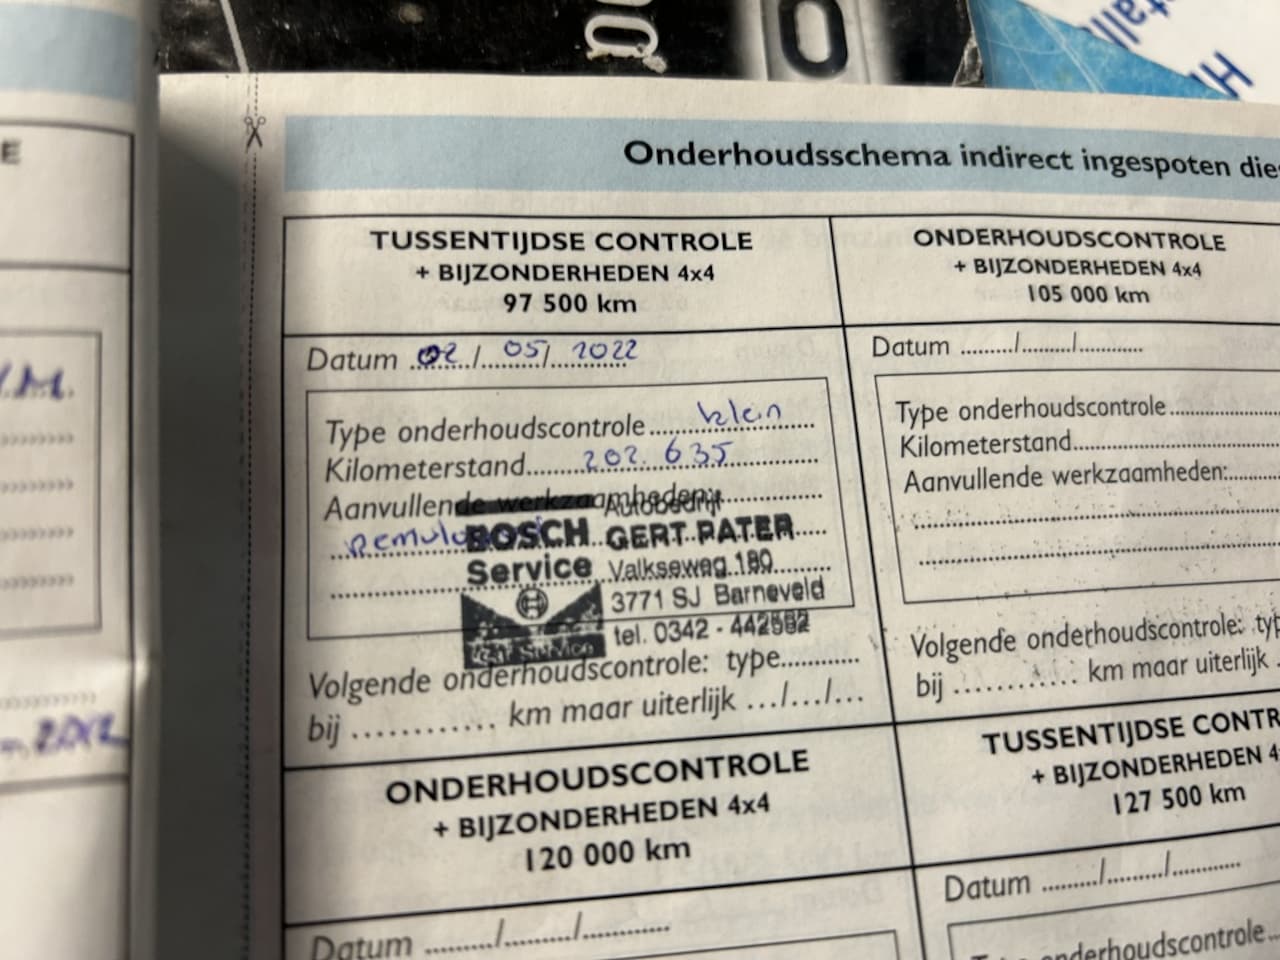 Onderhoudsschema indirect ingespoten dies
TUSSENTIJDSE CONTROLE
+ BIJZONDERHEDEN 4x4
97 500 km
Datum 02/05/2022
Type onderhoudscontrole klein
Kilometerstand 202.635
Aanvullende werkzaamheden:
Autobedrijf
BOSCH GERT PATER
Service Valkseweg 180
3771 SJ Barneveld
tel. 0342 - 442582
Volgende onderhoudscontrole: type............
bij ............ km maar uiterlijk .../.../...
ONDERHOUDSCONTROLE
+ BIJZONDERHEDEN 4x4
105 000 km
Datum ........./........./............
Type onderhoudscontrole
Kilometerstand
Aanvullende werkzaamheden:
Volgende onderhoudscontrole: typ
bij ............ km maar uiterlijk
ONDERHOUDSCONTROLE
+ BIJZONDERHEDEN 4x4
120 000 km
Datum ........./........./............
TUSSENTIJDSE CONTR
+ BIJZONDERHEDEN 4
127 500 km
Datum ........./........./............
Type onderhoudscontrole